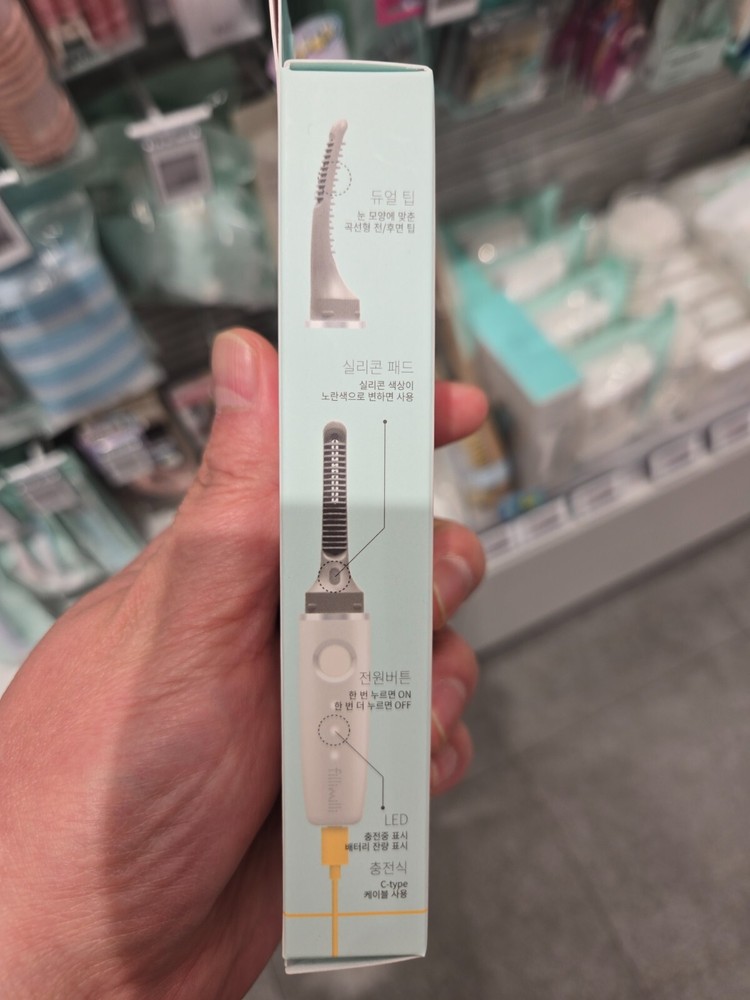 듀얼 팁
눈 모양에 맞춘
곡선형 전/후면 팁
실리콘 패드
실리콘 색상이
노란색으로 변하면 사용
전원버튼
한 번 누르면 ON
한 번 더 누르면 OFF
fillimilli
LED
충전중 표시
배터리 잔량 표시
충전식
C-type
케이블 사용